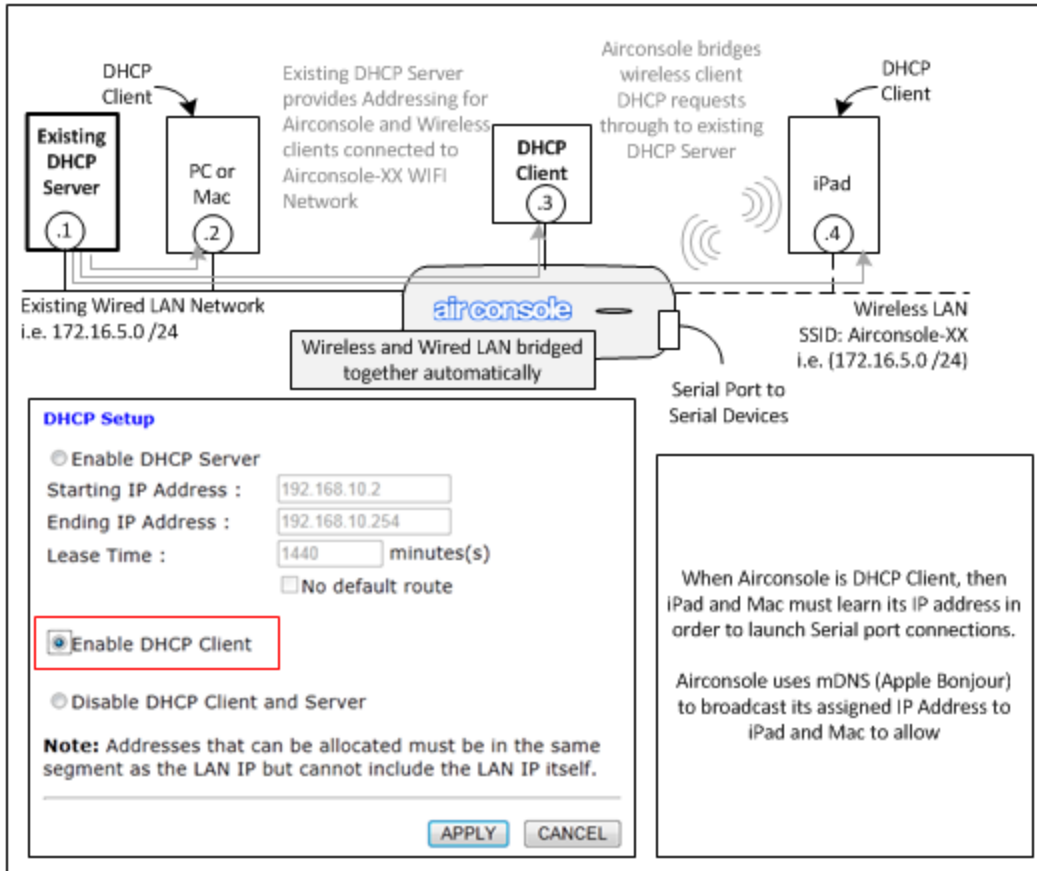 DHCP
Client
Existing
DHCP
Server
.1
PC or
Mac
.2
Existing DHCP Server
provides Addressing for
Airconsole and Wireless
clients connected to
Airconsole-XX WIFI
Network
DHCP
Client
.3
Airconsole bridges
wireless client
DHCP requests
through to existing
DHCP Server
DHCP
Client
iPad
.4
Existing Wired LAN Network
i.e. 172.16.5.0 /24
airconsole
Wireless and Wired LAN bridged
together automatically
Wireless LAN
SSID: Airconsole-XX
i.e. (172.16.5.0 /24)
Serial Port to
Serial Devices
DHCP Setup
Enable DHCP Server
Starting IP Address : 192.168.10.2
Ending IP Address : 192.168.10.254
Lease Time : 1440 minutes(s)
No default route
Enable DHCP Client
Disable DHCP Client and Server
Note: Addresses that can be allocated must be in the same
segment as the LAN IP but cannot include the LAN IP itself.
APPLY CANCEL
When Airconsole is DHCP Client, then
iPad and Mac must learn its IP address in
order to launch Serial port connections.
Airconsole uses mDNS (Apple Bonjour)
to broadcast its assigned IP Address to
iPad and Mac to allow